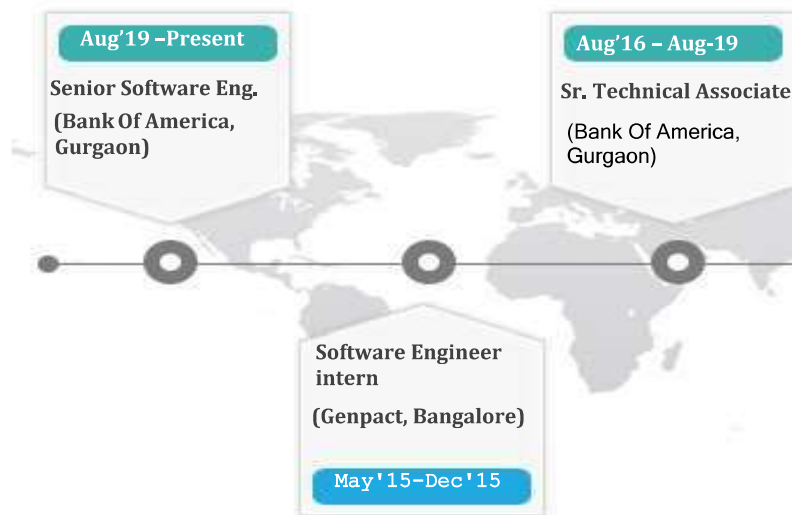 Aug’19 –Present
Senior Software Eng.
(Bank Of America,
Gurgaon)
Software Engineer
intern
(Genpact, Bangalore)
May'15-Dec'15
Aug’16 – Aug-19
Sr. Technical Associate
(Bank Of America,
Gurgaon)